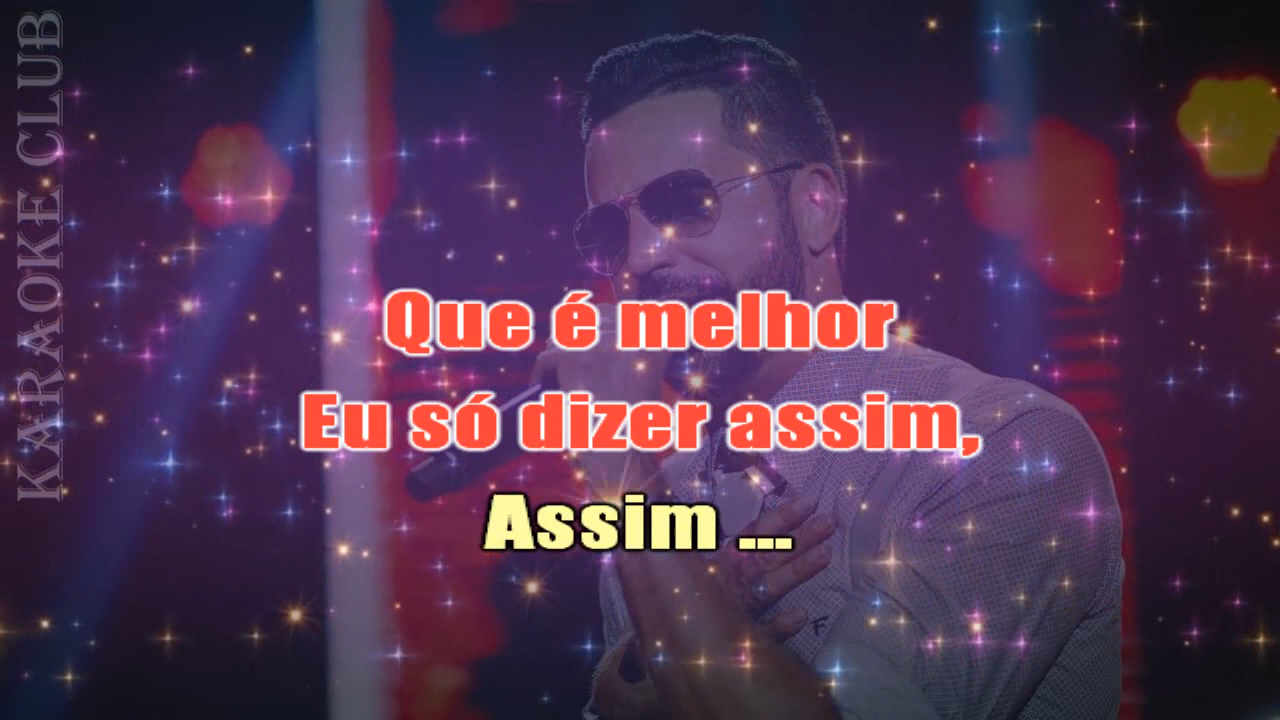 KARAOKE CLUB
Que é melhor
Eu só dizer assim,
Assim ...